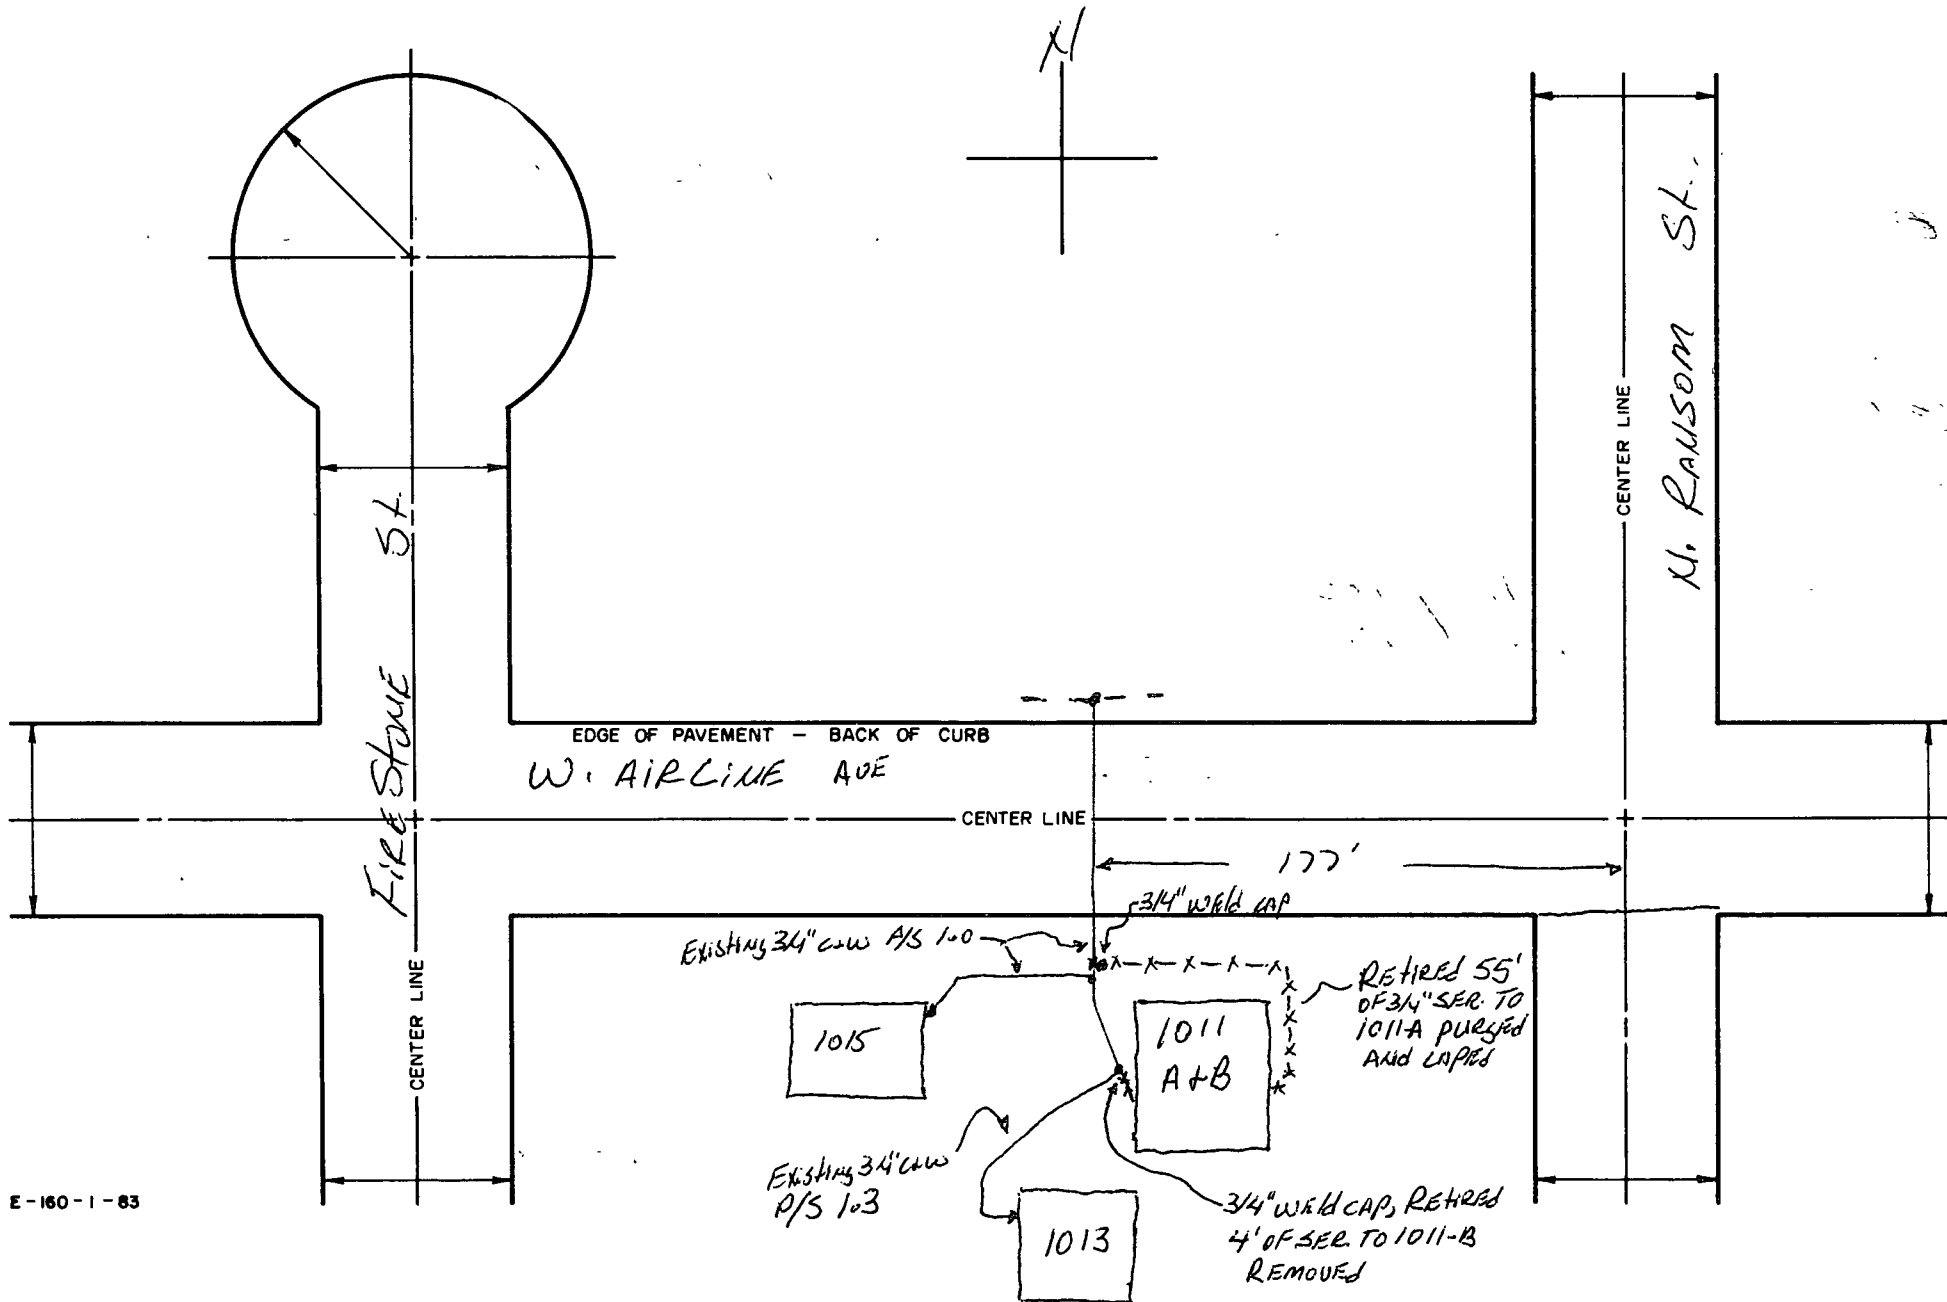 N
FIRESTONE St.
N. RANSOM St.
CENTER LINE
EDGE OF PAVEMENT — BACK OF CURB
W. AIRLINE AVE
CENTER LINE
177'
3/4" Weld CAP
Existing 3/4" C&W P/S 1.0
CENTER LINE
1015
1011
A&B
RETIRED 55'
OF 3/4" SER. TO
1011-A PURGED
AND CAPED
Existing 3/4" C&W
P/S 1.3
1013
3/4" Weld CAP, RETIRED
4' OF SER. TO 1011-B
REMOVED
E-160-1-83